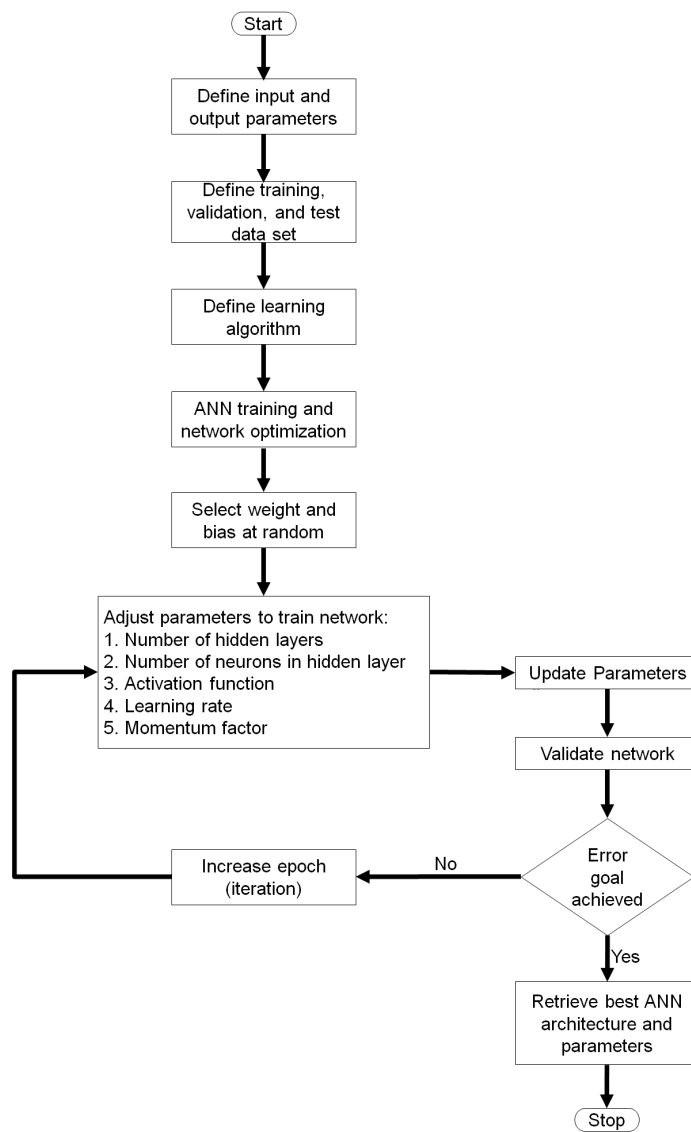 Start
Define input and
output parameters
Define training,
validation, and test
data set
Define learning
algorithm
ANN training and
network optimization
Select weight and
bias at random
Adjust parameters to train network:
1. Number of hidden layers
2. Number of neurons in hidden layer
3. Activation function
4. Learning rate
5. Momentum factor
Update Parameters
Validate network
Error
goal
achieved
No
Increase epoch
(iteration)
Yes
Retrieve best ANN
architecture and
parameters
Stop